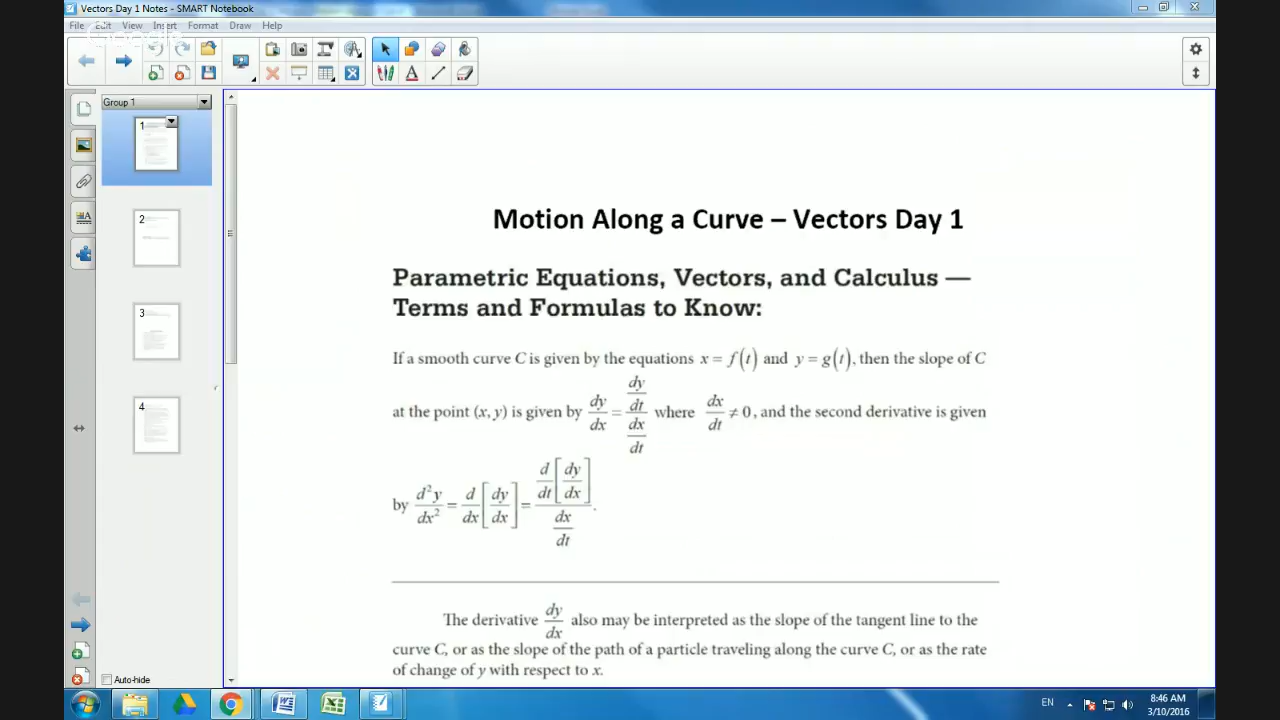 Vectors Day 1 Notes - SMART Notebook
File Edit View Insert Format Draw Help
Group 1
1
2
3
4
Motion Along a Curve – Vectors Day 1
Parametric Equations, Vectors, and Calculus —
Terms and Formulas to Know:
If a smooth curve C is given by the equations x = f(t) and y = g(t), then the slope of C
at the point (x, y) is given by dy/dx = (dy/dt)/(dx/dt) where dx/dt ≠ 0, and the second derivative is given
by d²y/dx² = d/dx[dy/dx] = (d/dt[dy/dx])/(dx/dt).
The derivative dy/dx also may be interpreted as the slope of the tangent line to the
curve C, or as the slope of the path of a particle traveling along the curve C, or as the rate
of change of y with respect to x.
Auto-hide
EN
8:46 AM
3/10/2016